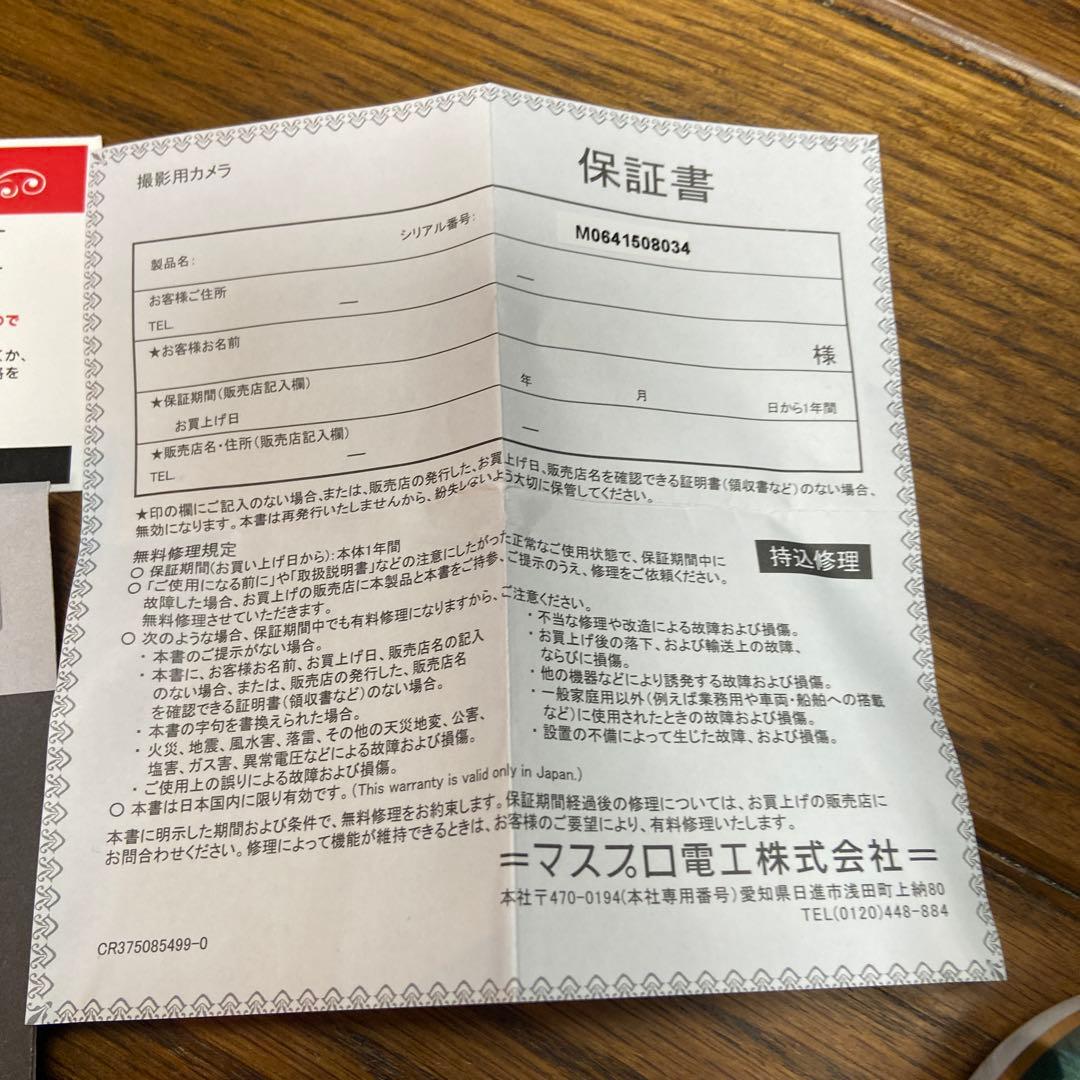 撮影用カメラ
保証書
製品名：
シリアル番号：
M0641508034
お客様ご住所
TEL. — —
★お客様お名前
様
★保証期間（販売店記入欄）
お買上げ日
年 月 日から1年間
★販売店名・住所（販売店記入欄）
TEL. — —
★印の欄にご記入のない場合、または、販売店の発行した、お買上げ日、販売店名を確認できる証明書（領収書など）のない場合、
無効になります。本書は再発行いたしませんから、紛失しないよう大切に保管してください。
無料修理規定
持込修理
○ 保証期間（お買い上げ日から）：本体1年間
○ 「ご使用になる前に」や「取扱説明書」などの注意にしたがった正常なご使用状態で、保証期間中に
故障した場合、お買上げの販売店に本製品と本書をご持参、ご提示のうえ、修理をご依頼ください。
無料修理させていただきます。
○ 次のような場合、保証期間中でも有料修理になりますから、ご注意ください。
・本書のご提示がない場合。
・本書に、お客様お名前、お買上げ日、販売店名の記入
のない場合、または、販売店の発行した、販売店名
を確認できる証明書（領収書など）のない場合。
・本書の字句を書換えられた場合。
・火災、地震、風水害、落雷、その他の天災地変、公害、
塩害、ガス害、異常電圧などによる故障および損傷。
・ご使用上の誤りによる故障および損傷。
・不当な修理や改造による故障および損傷。
・お買上げ後の落下、および輸送上の故障、
ならびに損傷。
・他の機器などにより誘発する故障および損傷。
・一般家庭用以外（例えば業務用や車両・船舶への搭載
など）に使用されたときの故障および損傷。
・設置の不備によって生じた故障、および損傷。
○ 本書は日本国内に限り有効です。(This warranty is valid only in Japan.)
本書に明示した期間および条件で、無料修理をお約束します。保証期間経過後の修理については、お買上げの販売店に
お問合わせください。修理によって機能が維持できるときは、お客様のご要望により、有料修理いたします。
＝マスプロ電工株式会社＝
本社〒470-0194（本社専用番号）愛知県日進市浅田町上納80
TEL(0120)448-884
CR375085499-0